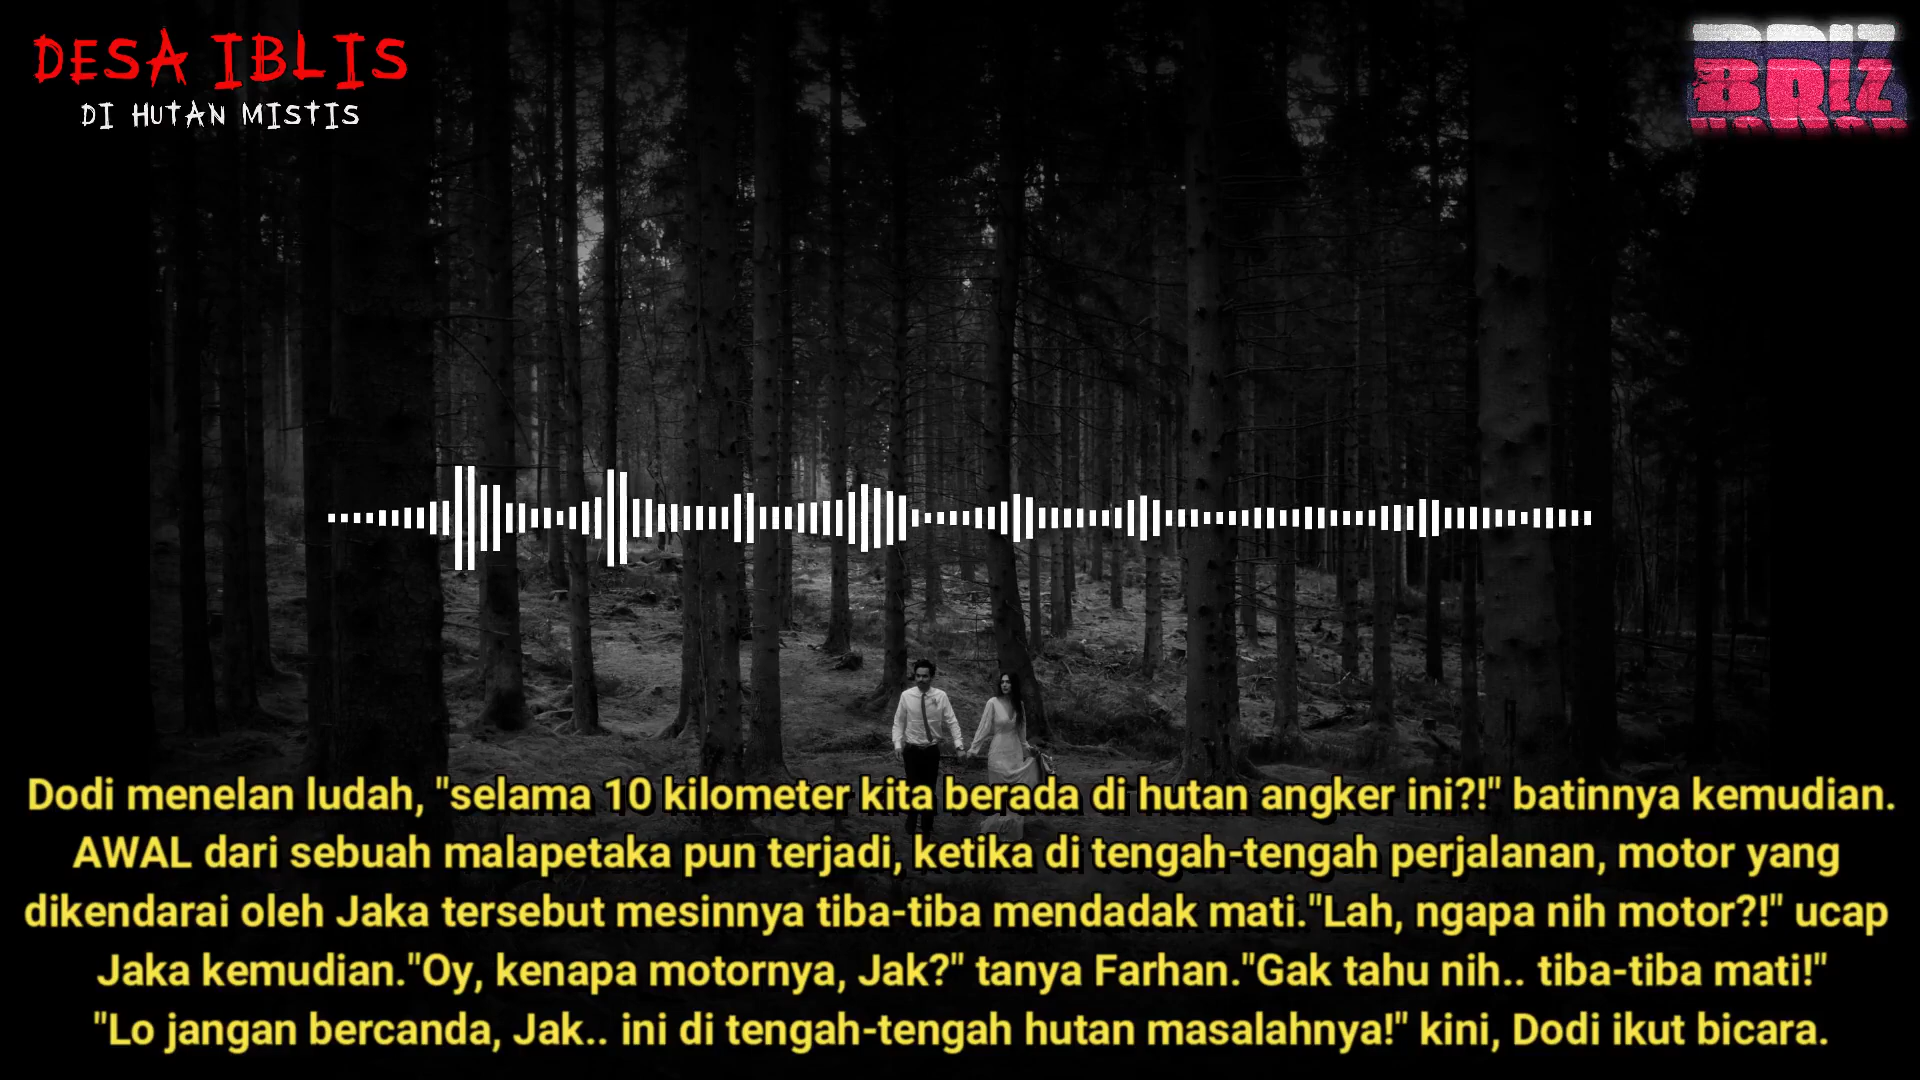 DESA IBLIS
DI HUTAN MISTIS
BRIZ
Dodi menelan ludah, "selama 10 kilometer kita berada di hutan angker ini?!" batinnya kemudian.
AWAL dari sebuah malapetaka pun terjadi, ketika di tengah-tengah perjalanan, motor yang
dikendarai oleh Jaka tersebut mesinnya tiba-tiba mendadak mati."Lah, ngapa nih motor?!" ucap
Jaka kemudian."Oy, kenapa motornya, Jak?" tanya Farhan."Gak tahu nih.. tiba-tiba mati!"
"Lo jangan bercanda, Jak.. ini di tengah-tengah hutan masalahnya!" kini, Dodi ikut bicara.